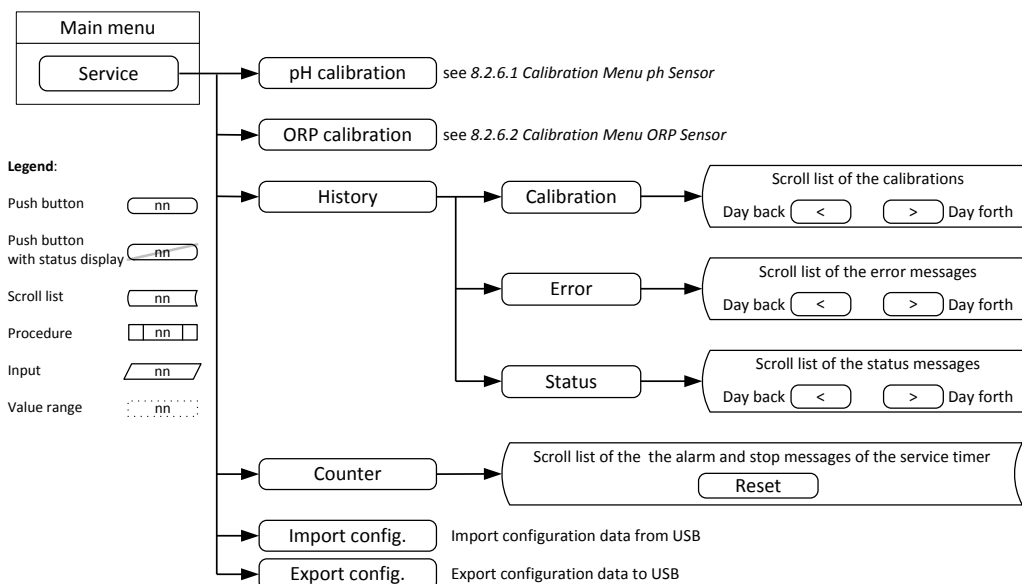 Main menu
Service
pH calibration see 8.2.6.1 Calibration Menu ph Sensor
ORP calibration see 8.2.6.2 Calibration Menu ORP Sensor
Legend:
Push button nn
Push button
with status display nn
Scroll list nn
Procedure nn
Input nn
Value range nn
History
Calibration
Scroll list of the calibrations
Day back < > Day forth
Error
Scroll list of the error messages
Day back < > Day forth
Status
Scroll list of the status messages
Day back < > Day forth
Counter
Scroll list of the the alarm and stop messages of the service timer
Reset
Import config. Import configuration data from USB
Export config. Export configuration data to USB